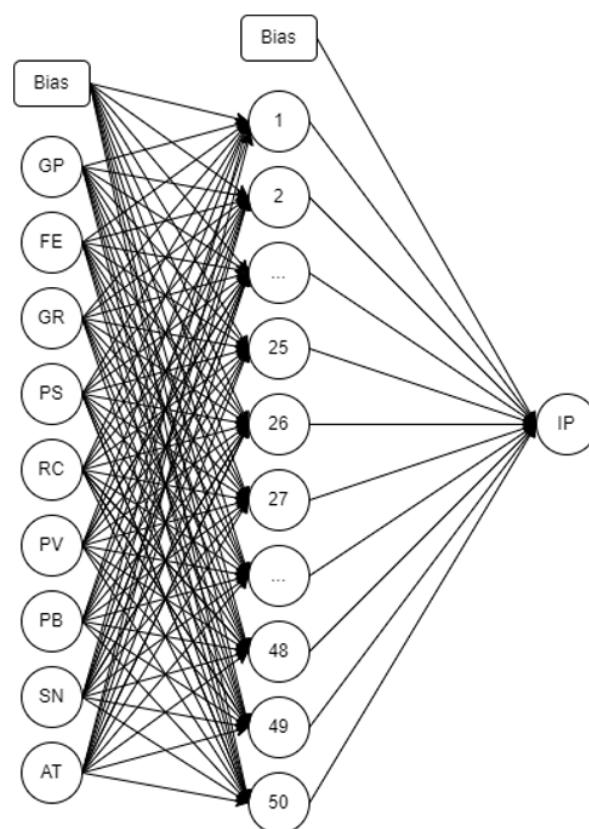 Bias
GP
FE
GR
PS
RC
PV
PB
SN
AT
Bias
1
2
...
25
26
27
...
48
49
50
IP